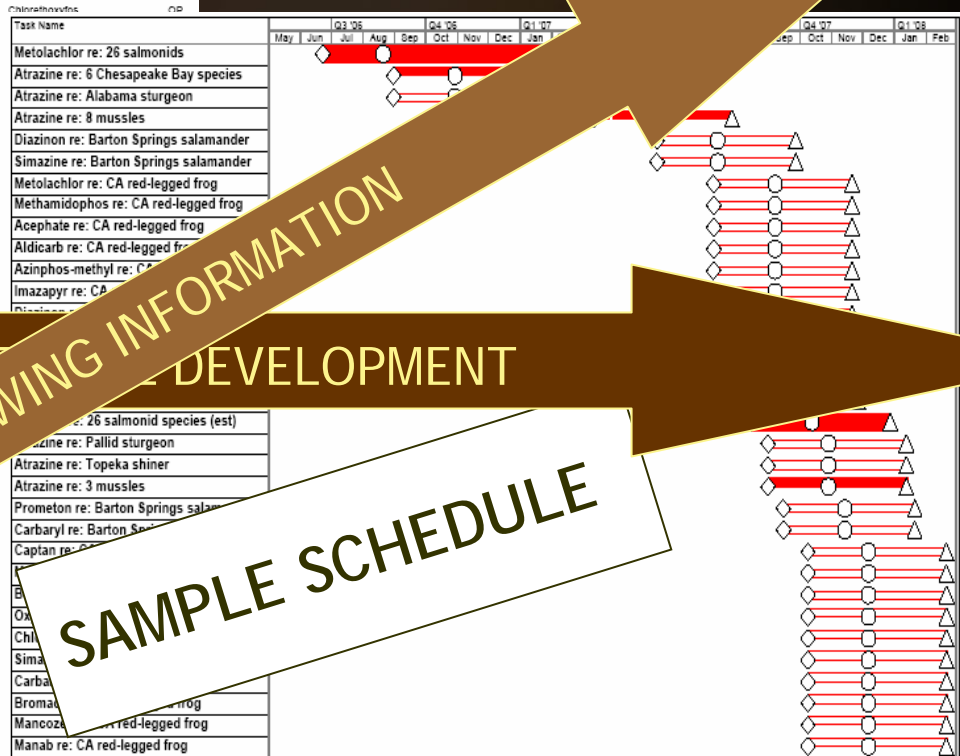 Chlorethoxyfos OP
Task Name Q3 '06 Q4 '06 Q1 '07 Q4 '07 Q1 '08
May Jun Jul Aug Sep Oct Nov Dec Jan Oct Nov Dec Jan Feb
Metolachlor re: 26 salmonids
Atrazine re: 6 Chesapeake Bay species
Atrazine re: Alabama sturgeon
Atrazine re: 8 mussles
Diazinon re: Barton Springs salamander
Simazine re: Barton Springs salamander
Metolachlor re: CA red-legged frog
Methamidophos re: CA red-legged frog
Acephate re: CA red-legged frog
Aldicarb re: CA red-legged
Azinphos-methyl re:
Imazapyr re: CA
WING INFORMATION
DEVELOPMENT
26 salmonid species (est)
re: Pallid sturgeon
Atrazine re: Topeka shiner
Atrazine re: 3 mussles
Prometon re: Barton Springs
Carbaryl re: Barton
Captan re:
SAMPLE SCHEDULE
frog
red-legged frog
Manab re: CA red-legged frog